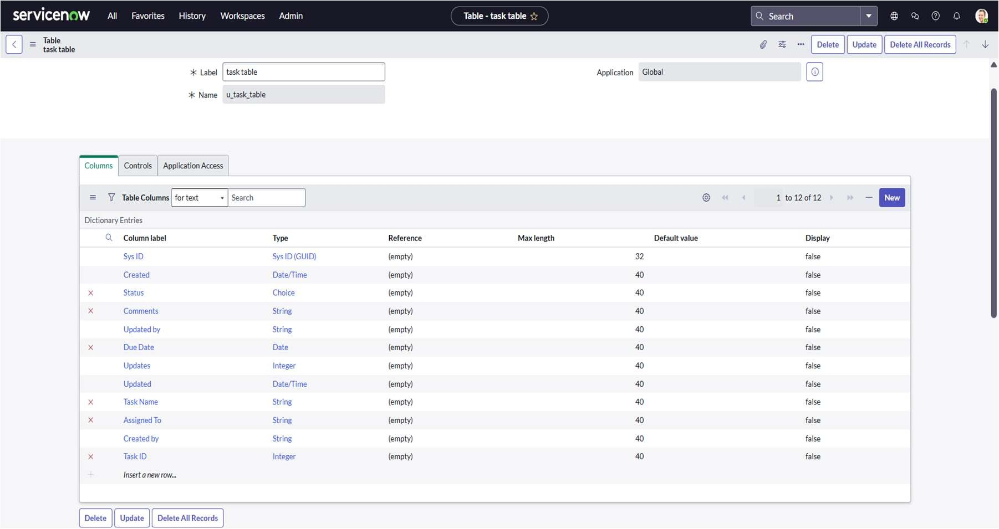 servicenow All Favorites History Workspaces Admin Table - task table Search
Table
task table
Delete Update Delete All Records
Label task table Application Global
Name u_task_table
Columns Controls Application Access
Table Columns for text Search 1 to 12 of 12 New
Dictionary Entries
Column label Type Reference Max length Default value Display
Sys ID Sys ID (GUID) (empty) 32 false
Created Date/Time (empty) 40 false
Status Choice (empty) 40 false
Comments String (empty) 40 false
Updated by String (empty) 40 false
Due Date Date (empty) 40 false
Updates Integer (empty) 40 false
Updated Date/Time (empty) 40 false
Task Name String (empty) 40 false
Assigned To String (empty) 40 false
Created by String (empty) 40 false
Task ID Integer (empty) 40 false
Insert a new row...
Delete Update Delete All Records